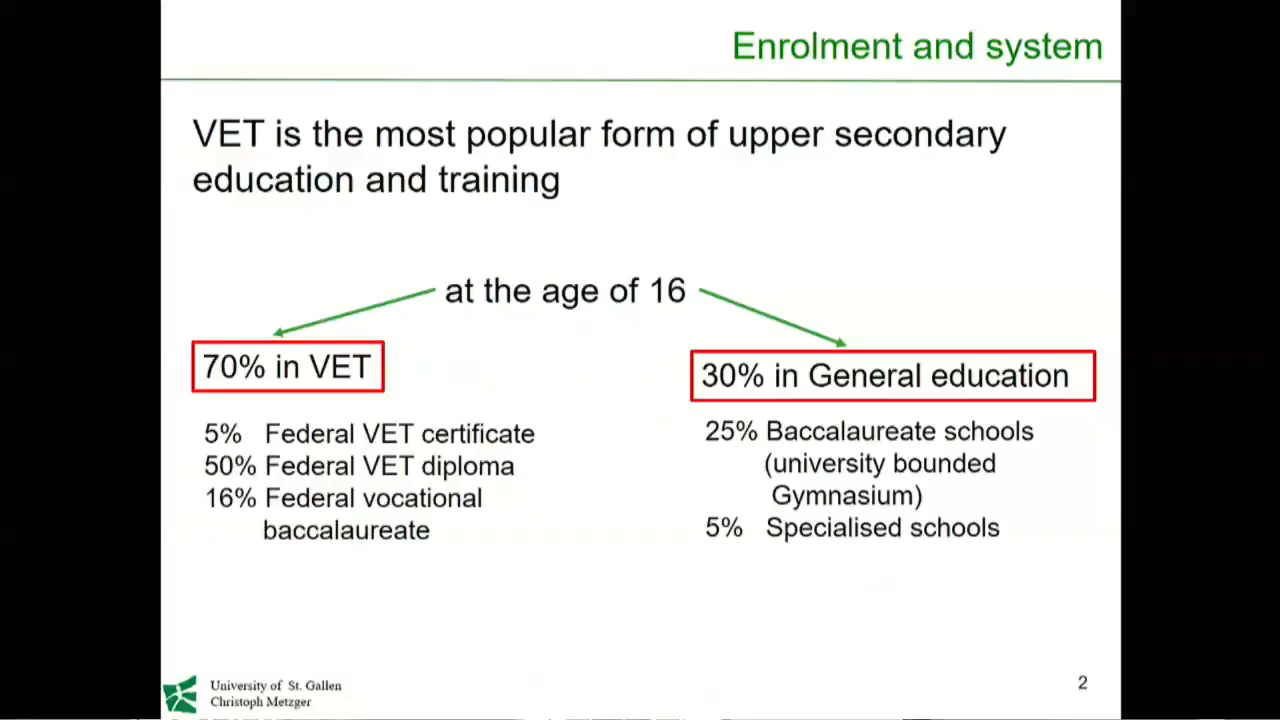 Enrolment and system
VET is the most popular form of upper secondary
education and training
at the age of 16
70% in VET
5% Federal VET certificate
50% Federal VET diploma
16% Federal vocational
baccalaureate
30% in General education
25% Baccalaureate schools
(university bounded
Gymnasium)
5% Specialised schools
University of St. Gallen
Christoph Metzger
2